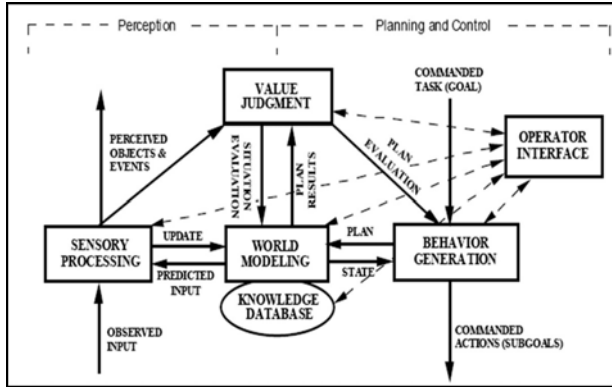 Perception
Planning and Control
VALUE
JUDGMENT
COMMANDED
TASK (GOAL)
PERCEIVED
OBJECTS &
EVENTS
SITUATION
EVALUATION
PLAN
RESULTS
PLAN
EVALUATION
OPERATOR
INTERFACE
SENSORY
PROCESSING
UPDATE
PREDICTED
INPUT
WORLD
MODELING
PLAN
STATE
BEHAVIOR
GENERATION
KNOWLEDGE
DATABASE
OBSERVED
INPUT
COMMANDED
ACTIONS (SUBGOALS)